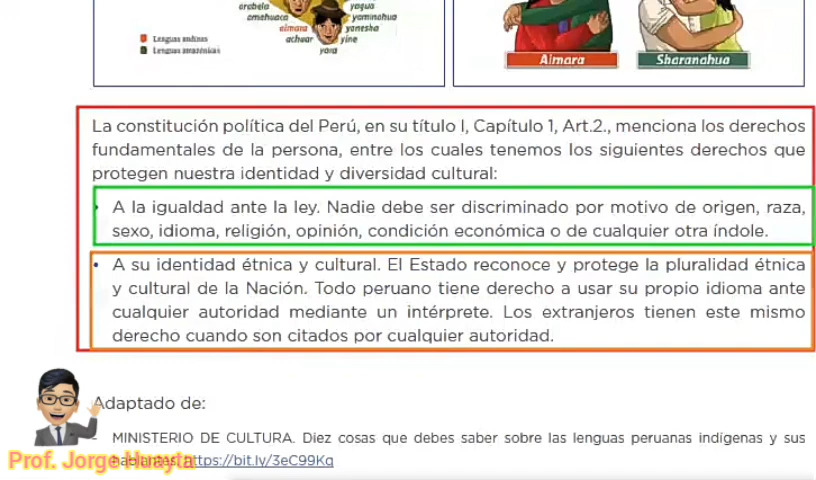 arabela yagua
amehuaca yaminahua
aimara yanesha
achuar yine
yora
Lenguas andinas
Lenguas amazónicas
Aimara
Sharanahua
La constitución política del Perú, en su título I, Capítulo 1, Art.2., menciona los derechos
fundamentales de la persona, entre los cuales tenemos los siguientes derechos que
protegen nuestra identidad y diversidad cultural:
• A la igualdad ante la ley. Nadie debe ser discriminado por motivo de origen, raza,
sexo, idioma, religión, opinión, condición económica o de cualquier otra índole.
• A su identidad étnica y cultural. El Estado reconoce y protege la pluralidad étnica
y cultural de la Nación. Todo peruano tiene derecho a usar su propio idioma ante
cualquier autoridad mediante un intérprete. Los extranjeros tienen este mismo
derecho cuando son citados por cualquier autoridad.
Adaptado de:
- MINISTERIO DE CULTURA. Diez cosas que debes saber sobre las lenguas peruanas indígenas y sus
hablantes. https://bit.ly/3eC99Kq
Prof. Jorge Huayta